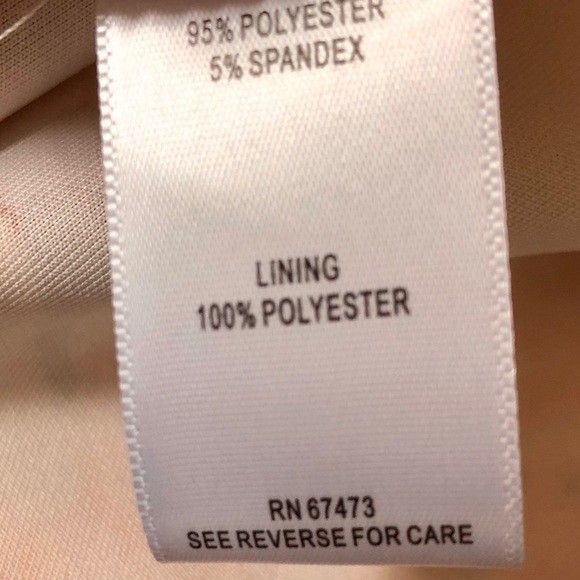 95% POLYESTER
5% SPANDEX
LINING
100% POLYESTER
RN 67473
SEE REVERSE FOR CARE